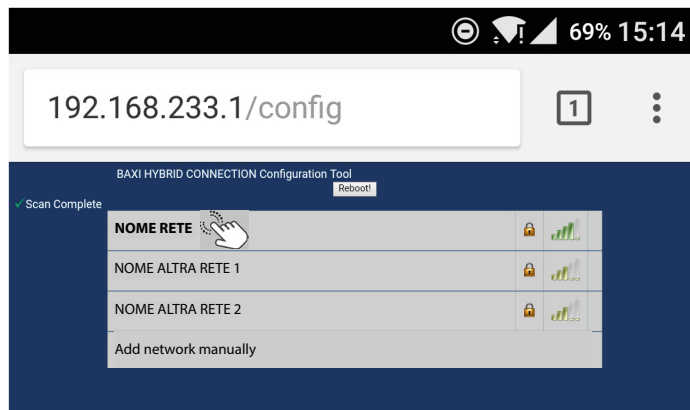 69% 15:14
192.168.233.1/config
1
BAXI HYBRID CONNECTION Configuration Tool
Reboot!
Scan Complete
NOME RETE
NOME ALTRA RETE 1
NOME ALTRA RETE 2
Add network manually